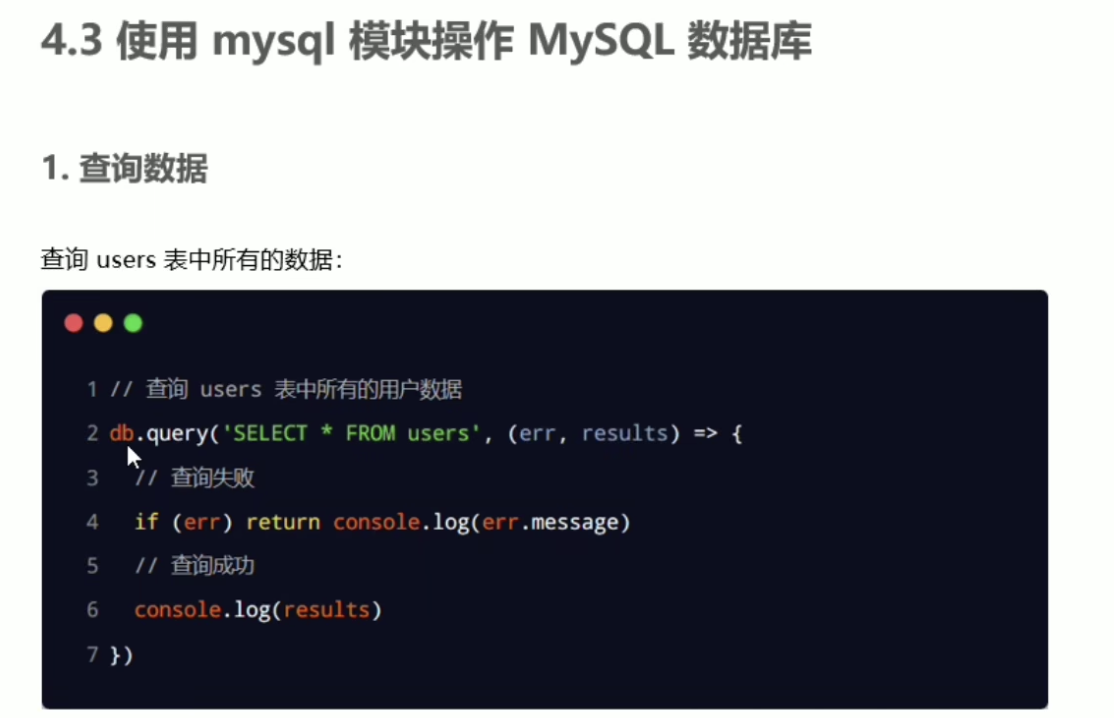 4.3 使用 mysql 模块操作 MySQL 数据库
1. 查询数据
查询 users 表中所有的数据：
1 // 查询 users 表中所有的用户数据
2 db.query('SELECT * FROM users', (err, results) => {
3   // 查询失败
4   if (err) return console.log(err.message)
5   // 查询成功
6   console.log(results)
7 })